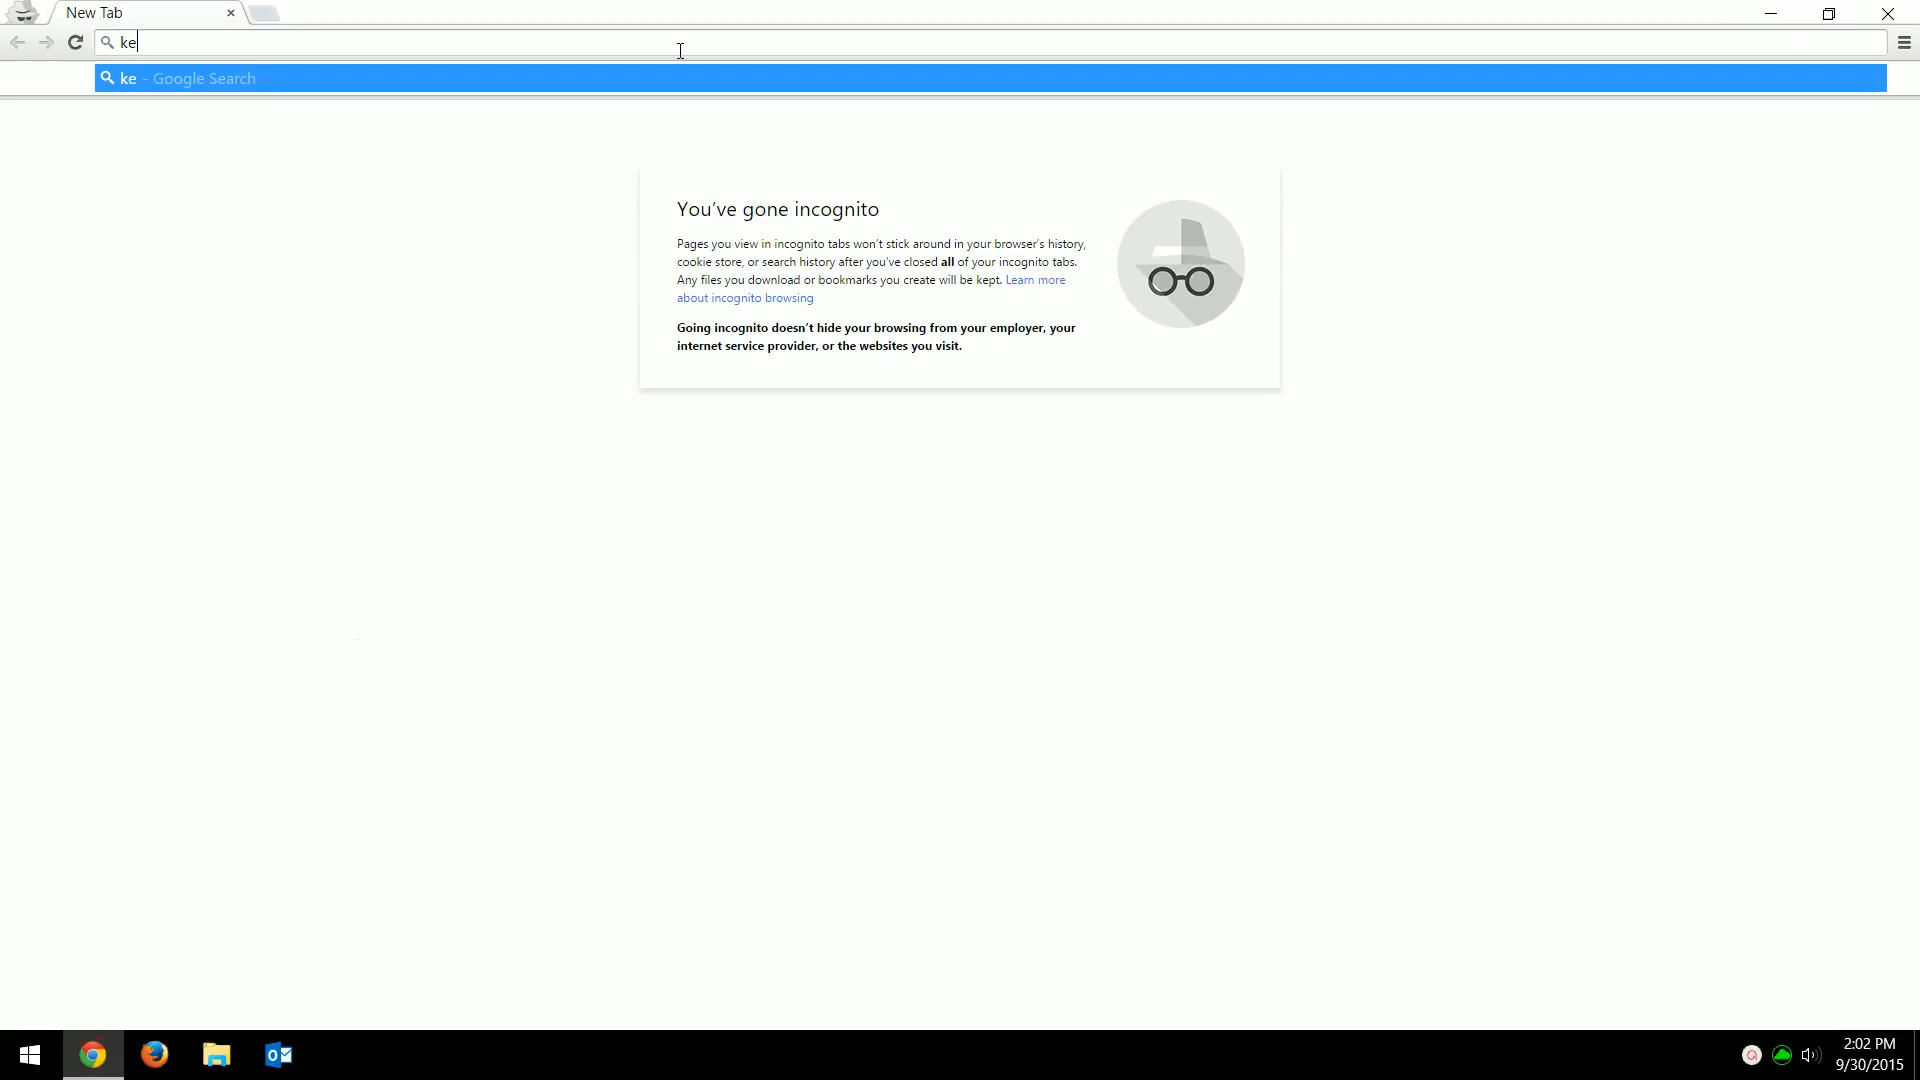 New Tab
ke
ke - Google Search
You've gone incognito
Pages you view in incognito tabs won't stick around in your browser's history,
cookie store, or search history after you've closed all of your incognito tabs.
Any files you download or bookmarks you create will be kept. Learn more
about incognito browsing
Going incognito doesn't hide your browsing from your employer, your
internet service provider, or the websites you visit.
2:02 PM
9/30/2015